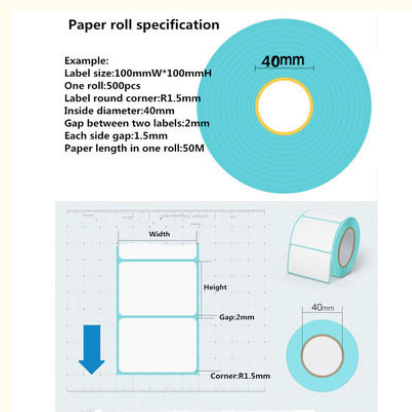 Paper roll specification
Example:
Label size:100mmW*100mmH
One roll:500pcs
Label round corner:R1.5mm
Inside diameter:40mm
Gap between two labels:2mm
Each side gap:1.5mm
Paper length in one roll:50M
40mm
Width
Height
Gap:2mm
Corner:R1.5mm
40mm